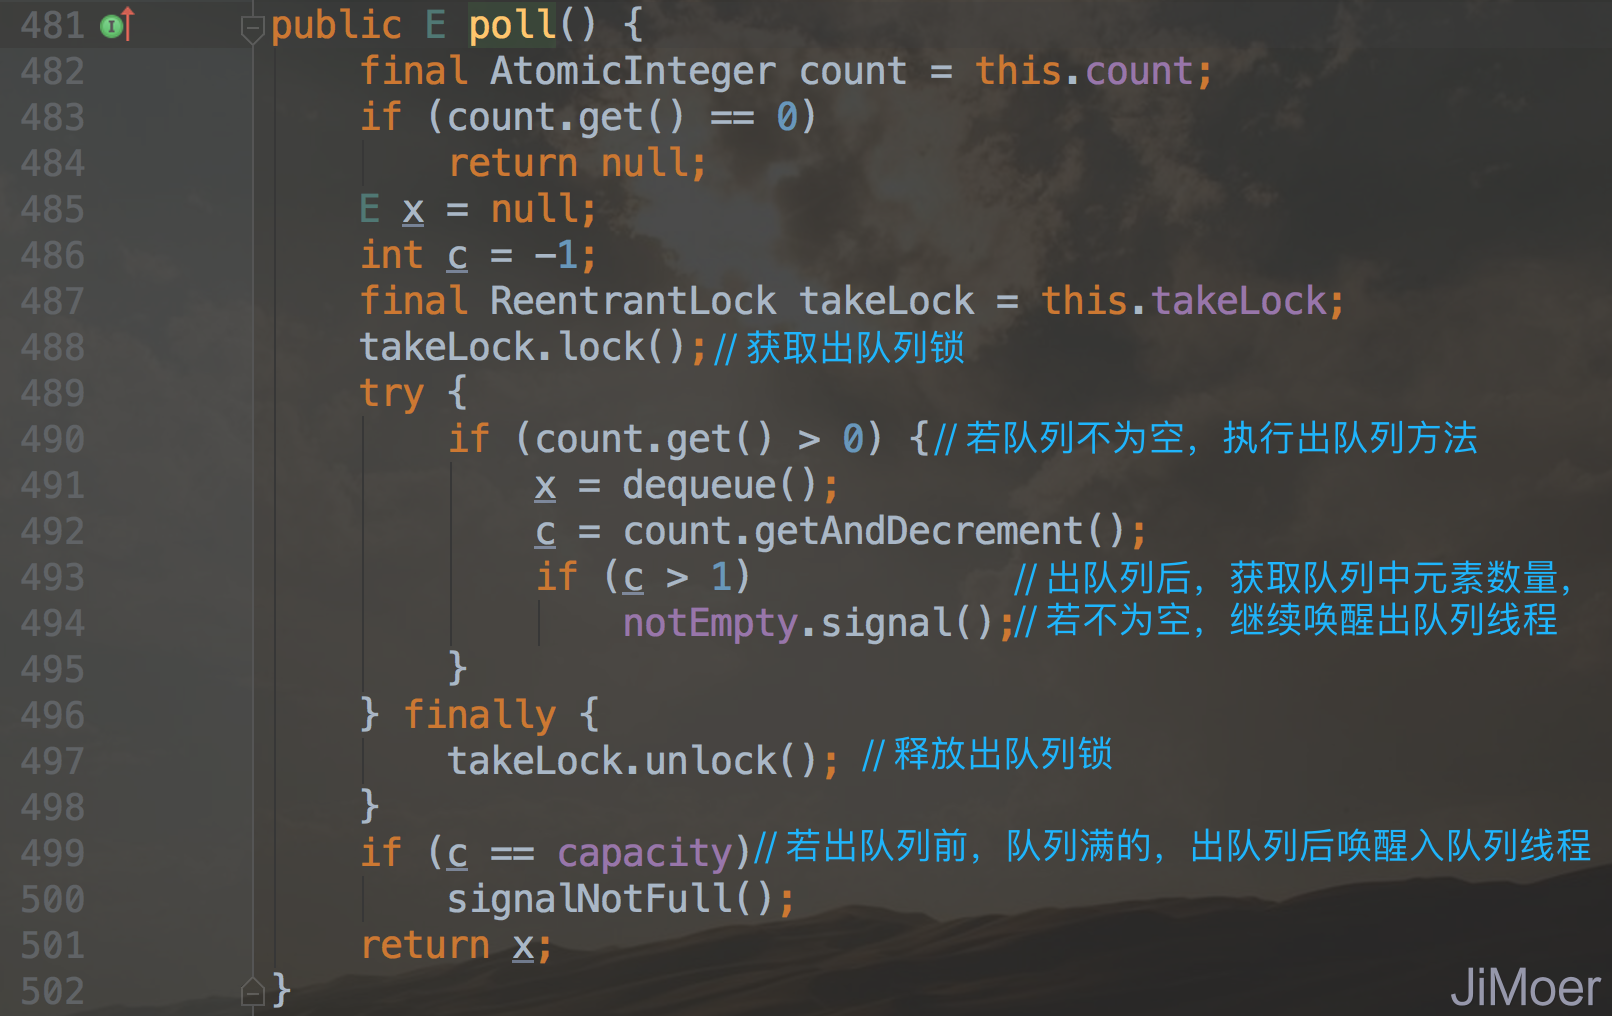 481 public E poll() {
482 final AtomicInteger count = this.count;
483 if (count.get() == 0)
484 return null;
485 E x = null;
486 int c = -1;
487 final ReentrantLock takeLock = this.takeLock;
488 takeLock.lock();// 获取出队列锁
489 try {
490 if (count.get() > 0) {// 若队列不为空，执行出队列方法
491 x = dequeue();
492 c = count.getAndDecrement();
493 if (c > 1) // 出队列后，获取队列中元素数量，
494 notEmpty.signal();// 若不为空，继续唤醒出队列线程
495 }
496 } finally {
497 takeLock.unlock(); // 释放出队列锁
498 }
499 if (c == capacity)// 若出队列前，队列满的，出队列后唤醒入队列线程
500 signalNotFull();
501 return x;
502 }
JiMoer